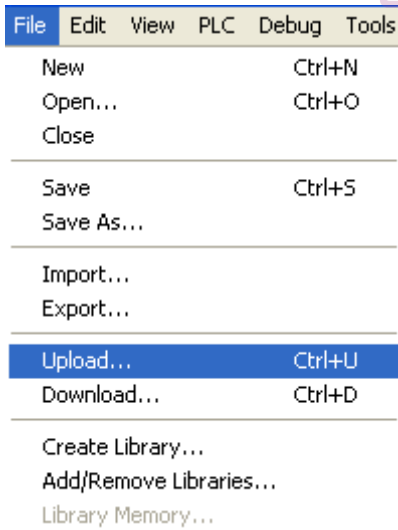 File Edit View PLC Debug Tools
New Ctrl+N
Open... Ctrl+O
Close
Save Ctrl+S
Save As...
Import...
Export...
Upload... Ctrl+U
Download... Ctrl+D
Create Library...
Add/Remove Libraries...
Library Memory...